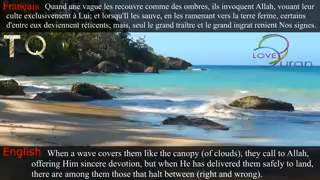 Français Quand une vague les recouvre comme des ombres, ils invoquent Allah, vouant leur
culte exclusivement à Lui; et lorsqu'Il les sauve, en les ramenant vers la terre ferme, certains
d'entre eux deviennent réticents; mais, seul le grand traître et le grand ingrat renient Nos signes.
TQ
LOVE
Quran
English When a wave covers them like the canopy (of clouds), they call to Allah,
offering Him sincere devotion, but when He has delivered them safely to land,
there are among them those that halt between (right and wrong).